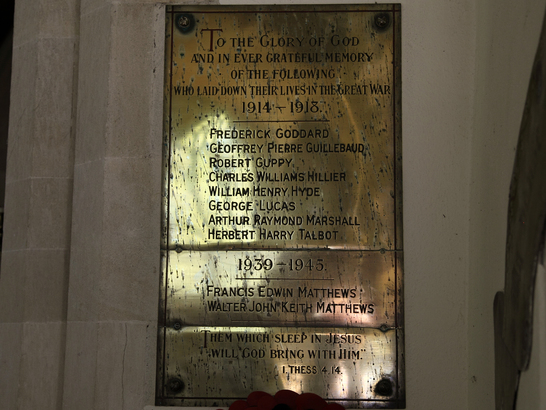 To the Glory of God
and in ever grateful memory
of the following
who laid down their lives in the Great War
1914 – 1918.
Frederick Goddard
Geoffrey Pierre Guillebaud
Robert Guppy
Charles Williams Hillier
William Henry Hyde
George Lucas
Arthur Raymond Marshall
Herbert Harry Talbot.
1939 – 1945.
Francis Edwin Matthews
Walter John Keith Matthews
"Them which sleep in Jesus
will God bring with Him."
1. Thess 4.14.